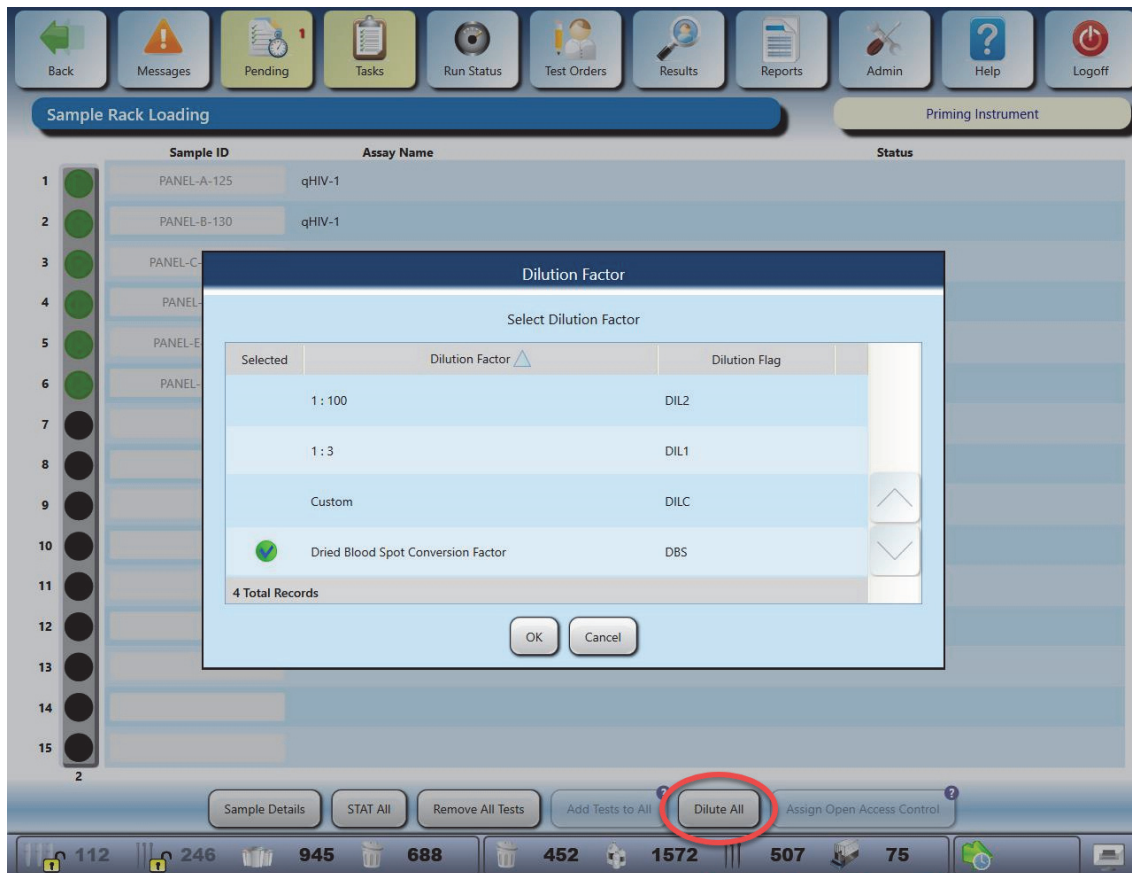 Back Messages Pending 1 Tasks Run Status Test Orders Results Reports Admin ? Help Logoff
Sample Rack Loading Priming Instrument
Sample ID Assay Name Status
1 PANEL-A-125 qHIV-1
2 PANEL-B-130 qHIV-1
3 PANEL-C-
4 PANEL-
5 PANEL-E
6 PANEL-
7
8
9
10
11
12
13
14
15
2
Dilution Factor
Select Dilution Factor
Selected Dilution Factor Dilution Flag
1 : 100 DIL2
1 : 3 DIL1
Custom DILC
Dried Blood Spot Conversion Factor DBS
4 Total Records
OK Cancel
Sample Details STAT All Remove All Tests Add Tests to All ? Dilute All Assign Open Access Control ?
112 246 945 688 452 1572 507 75